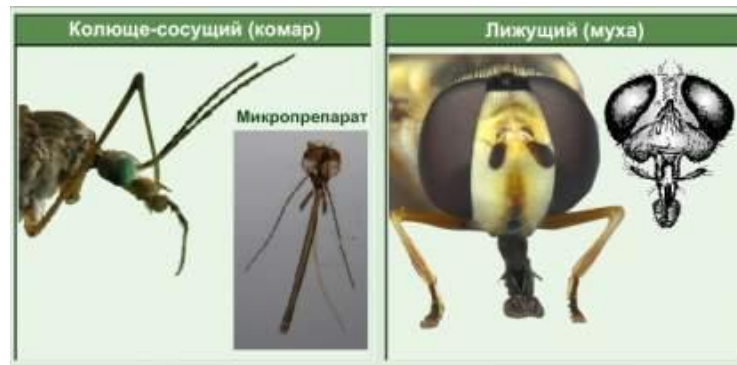 Колюще-сосущий (комар)
Лижущий (муха)
Микропрепарат